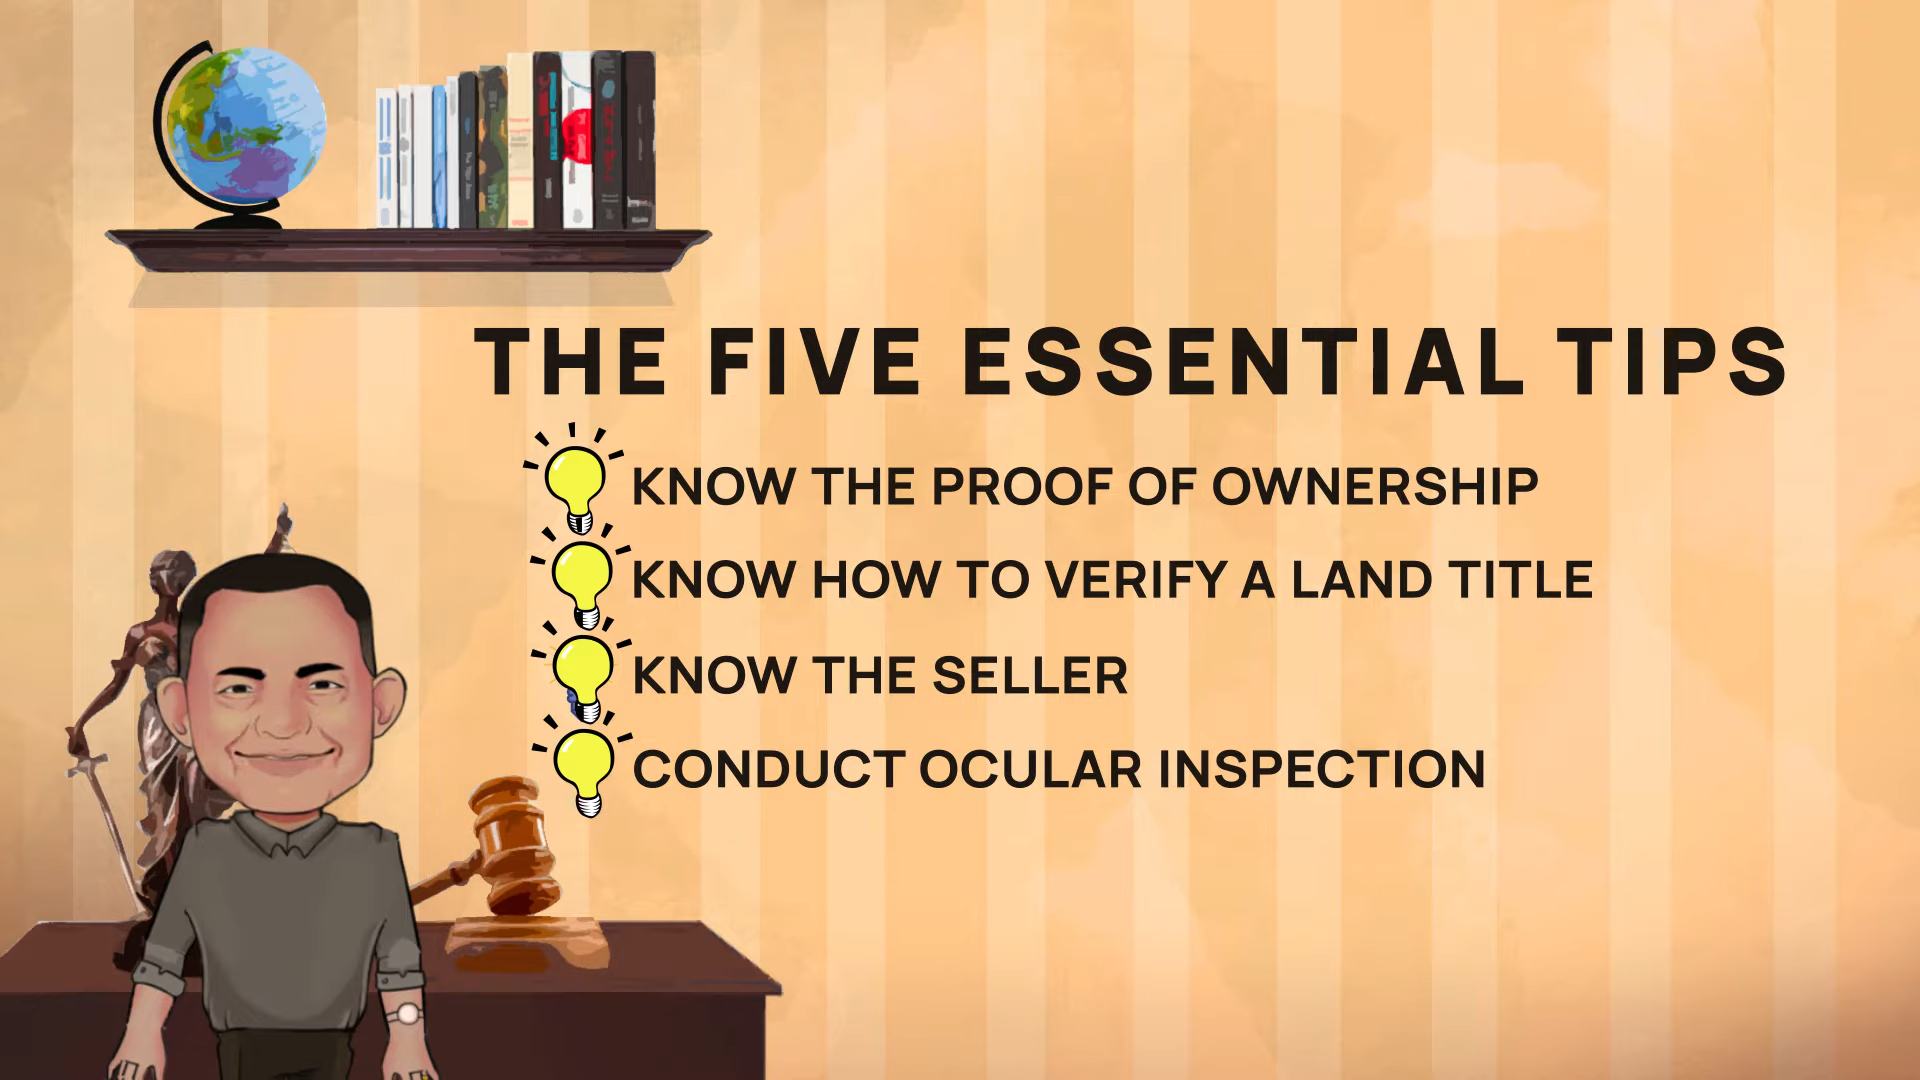 THE FIVE ESSENTIAL TIPS
KNOW THE PROOF OF OWNERSHIP
KNOW HOW TO VERIFY A LAND TITLE
KNOW THE SELLER
CONDUCT OCULAR INSPECTION